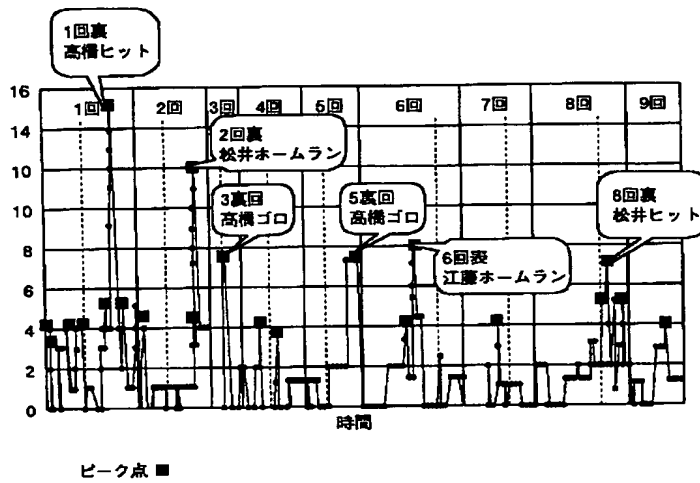 1回裏
高橋ヒット
16
14
12
10
10
8
6
4
2
0
1回
2回
3回
4回
5回
6回
7回
8回
9回
2回裏
松井ホームラン
3裏回
高橋ゴロ
5裏回
高橋ゴロ
6回表
江藤ホームラン
8回裏
松井ヒット
時間
ピーク点 ■